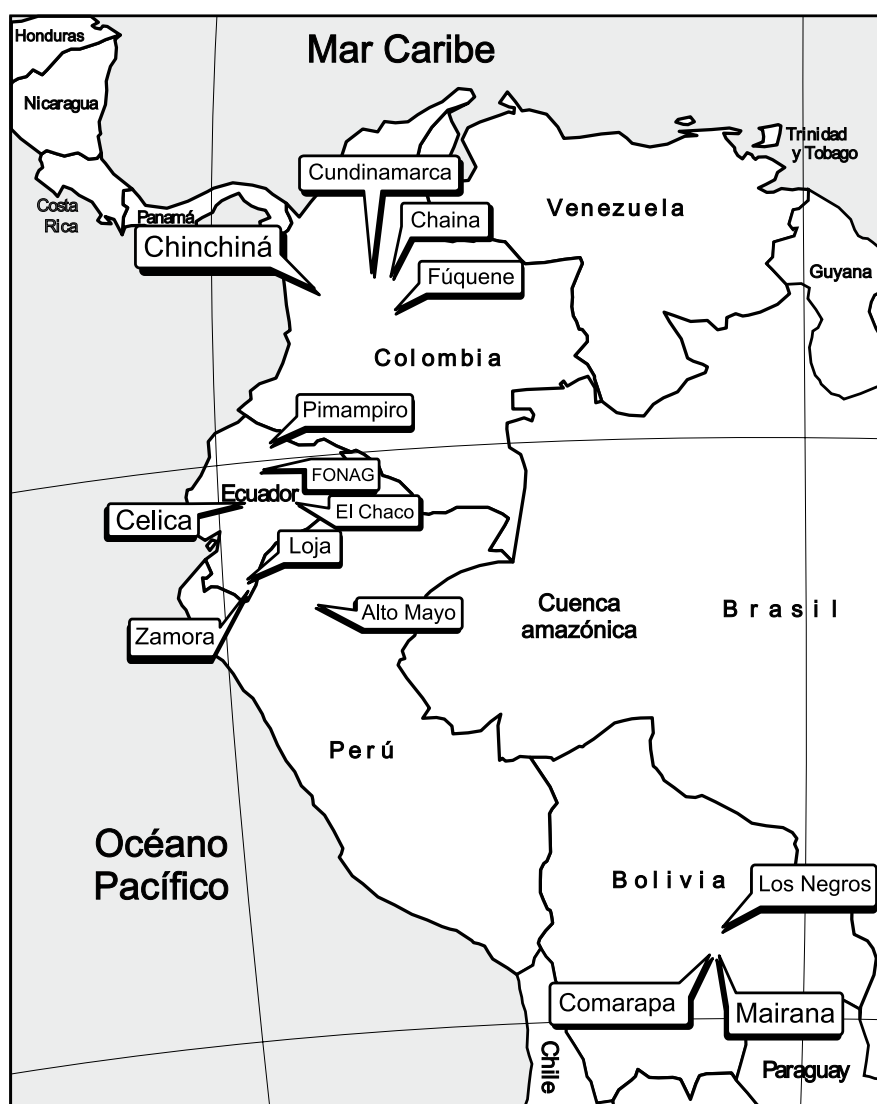 Honduras
Mar Caribe
Nicaragua
Trinidad
y Tobago
Cundinamarca
Costa
Rica
Panamá
Chaina
Venezuela
Chinchiná
Fúquene
Guyana
Colombia
Pimampiro
FONAG
Ecuador
El Chaco
Celica
Loja
Alto Mayo
Cuenca
amazónica
Brasil
Zamora
Perú
Océano
Pacífico
Bolivia
Los Negros
Comarapa
Mairana
Chile
Paraguay